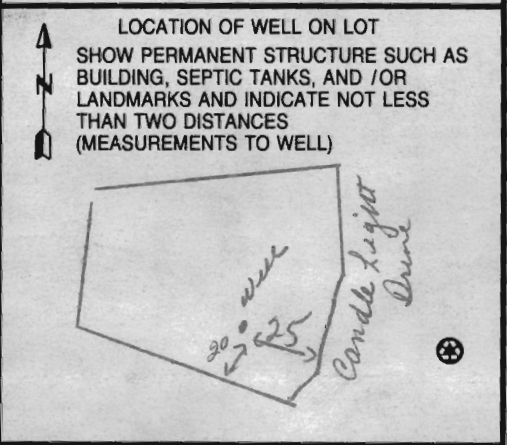 LOCATION OF WELL ON LOT
N
SHOW PERMANENT STRUCTURE SUCH AS
BUILDING, SEPTIC TANKS, AND /OR
LANDMARKS AND INDICATE NOT LESS
THAN TWO DISTANCES
(MEASUREMENTS TO WELL)
Well
20
25
Candle Light
Drive